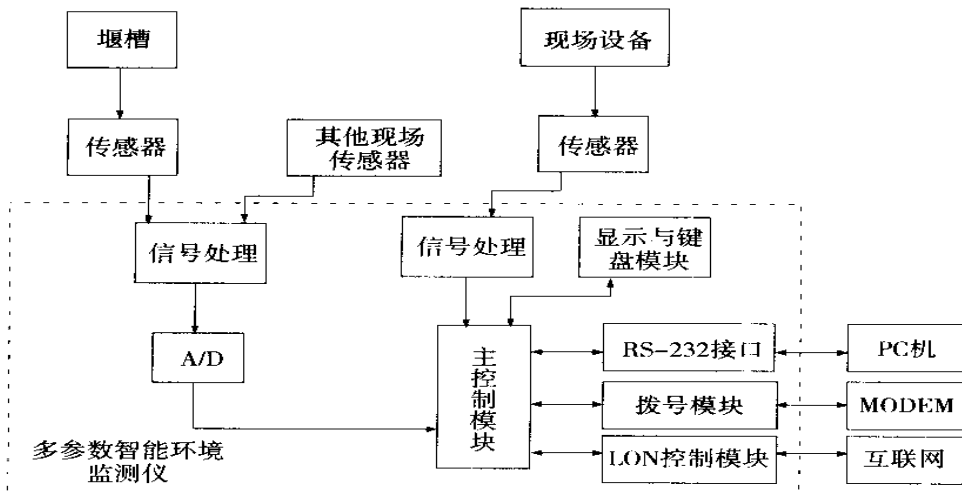 堰槽
现场设备
传感器
其他现场
传感器
传感器
信号处理
信号处理
显示与键
盘模块
A/D
主控制模块
RS-232接口
PC机
拨号模块
MODEM
LON控制模块
互联网
多参数智能环境
监测仪